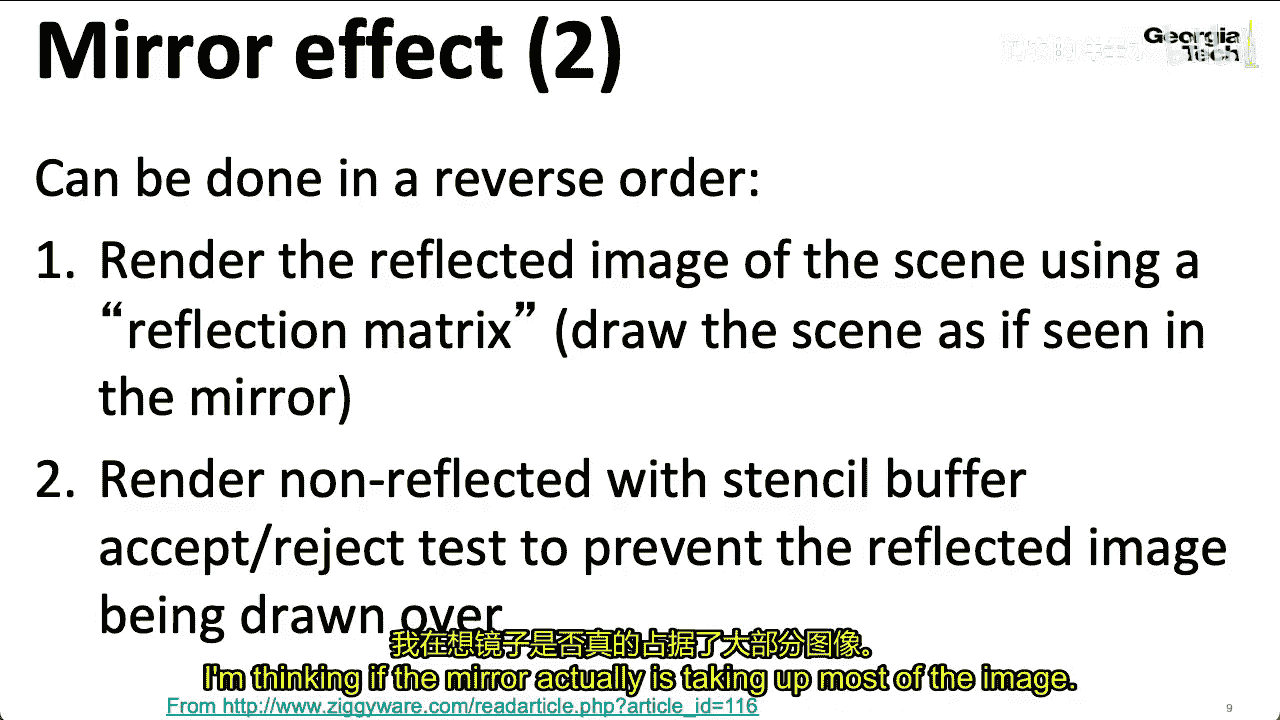 Mirror effect (2)
Georgia
Tech
Can be done in a reverse order:
1. Render the reflected image of the scene using a
“reflection matrix” (draw the scene as if seen in
the mirror)
2. Render non-reflected with stencil buffer
accept/reject test to prevent the reflected image
being drawn over
我在想镜子是否真的占据了大部分图像。
I'm thinking if the mirror actually is taking up most of the image.
From http://www.ziggyware.com/readarticle.php?article_id=116
9